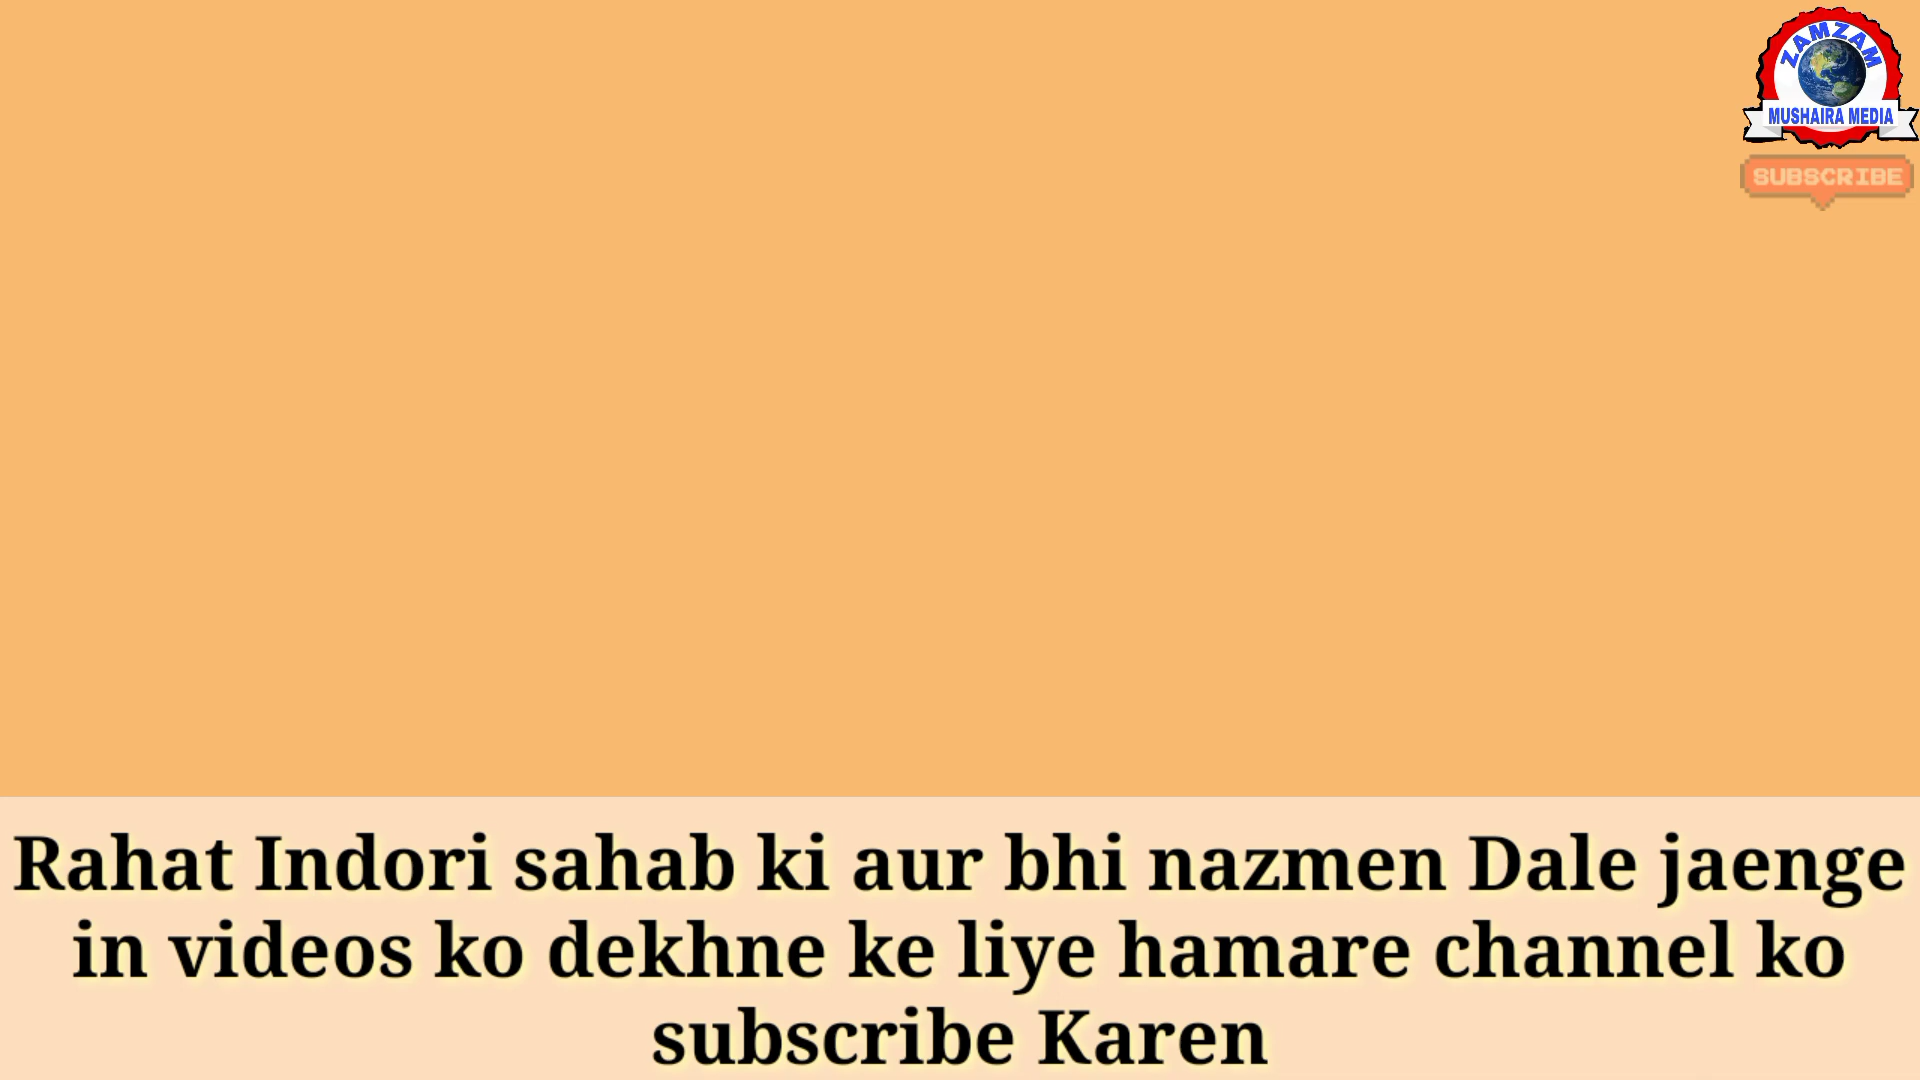 ZAMZAM
MUSHAIRA MEDIA
SUBSCRIBE
Rahat Indori sahab ki aur bhi nazmen Dale jaenge
in videos ko dekhne ke liye hamare channel ko
subscribe Karen